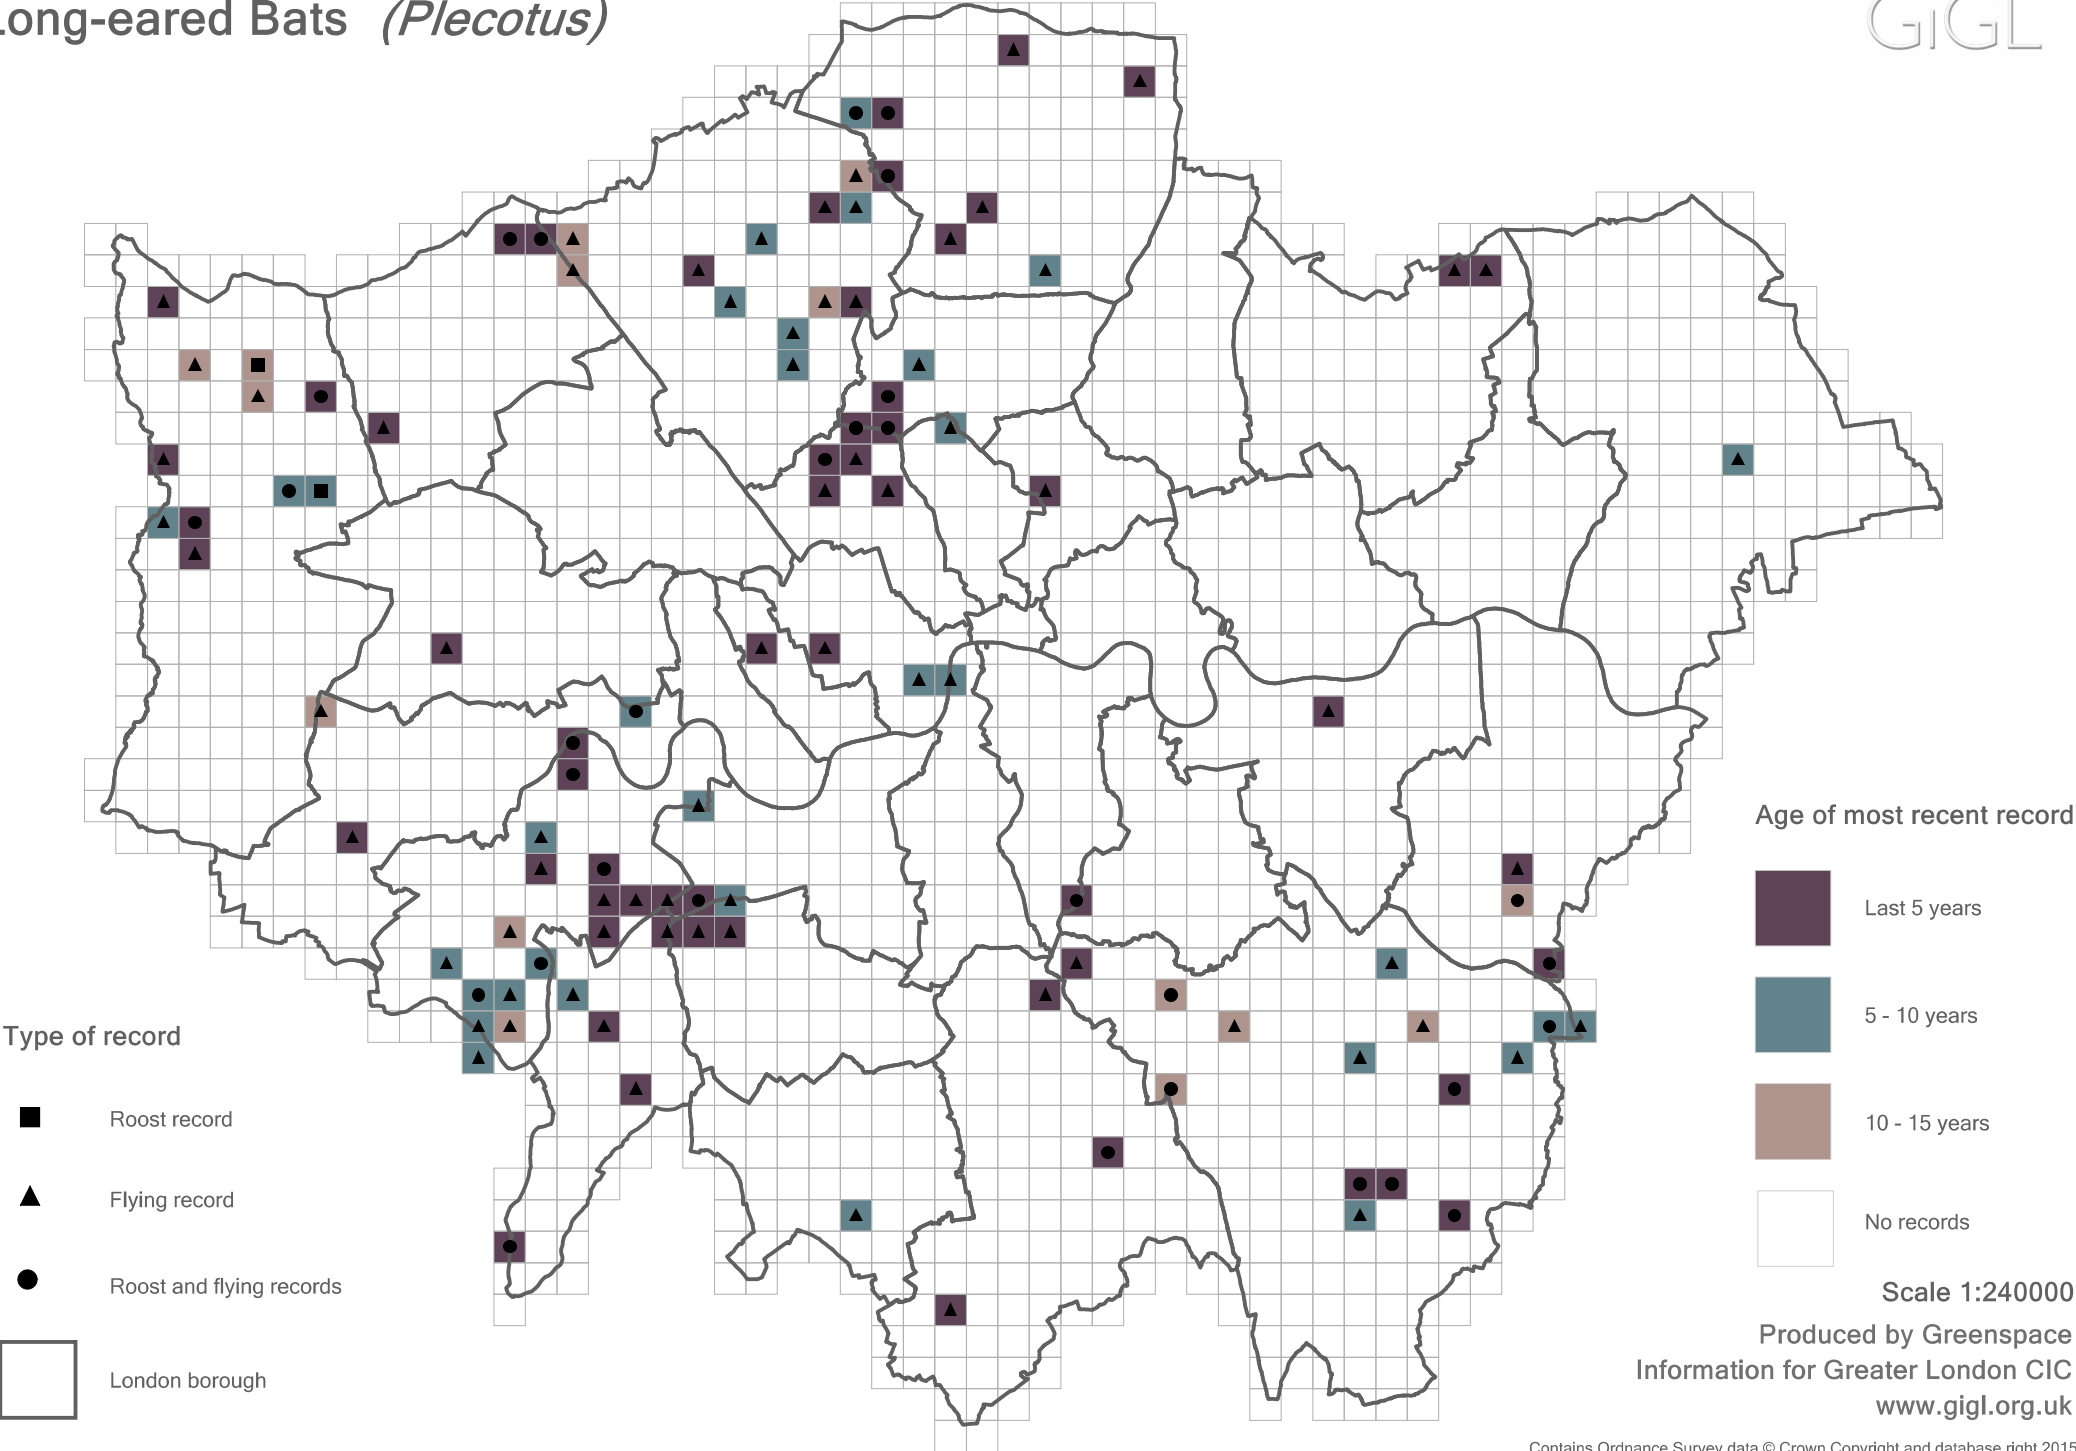 ong-eared Bats (Plecotus)
GiGL
Age of most recent record
Last 5 years
5 - 10 years
10 - 15 years
No records
Type of record
Roost record
Flying record
Roost and flying records
London borough
Scale 1:240000
Produced by Greenspace
Information for Greater London CIC
www.gigl.org.uk
Contains Ordnance Survey data © Crown Copyright and database right 2015